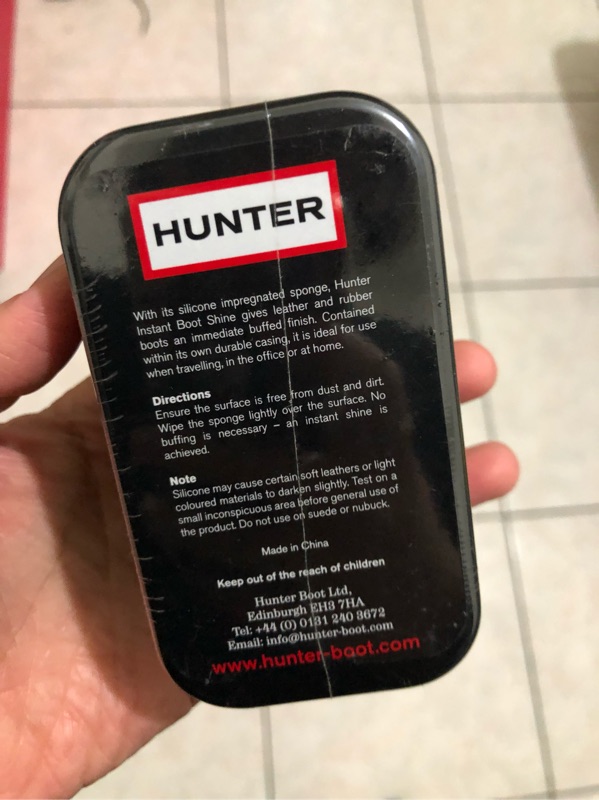 HUNTER
With its silicone impregnated sponge, Hunter
Instant Boot Shine gives leather and rubber
boots an immediate buffed finish. Contained
within its own durable casing, it is ideal for use
when travelling, in the office or at home.
Directions
Ensure the surface is free from dust and dirt.
Wipe the sponge lightly over the surface. No
buffing is necessary – an instant shine is
achieved.
Note
Silicone may cause certain soft leathers or light
coloured materials to darken slightly. Test on a
small inconspicuous area before general use of
the product. Do not use on suede or nubuck.
Made in China
Keep out of the reach of children
Hunter Boot Ltd,
Edinburgh EH3 7HA
Tel: +44 (0) 0131 240 3672
Email: info@hunter-boot.com
www.hunter-boot.com